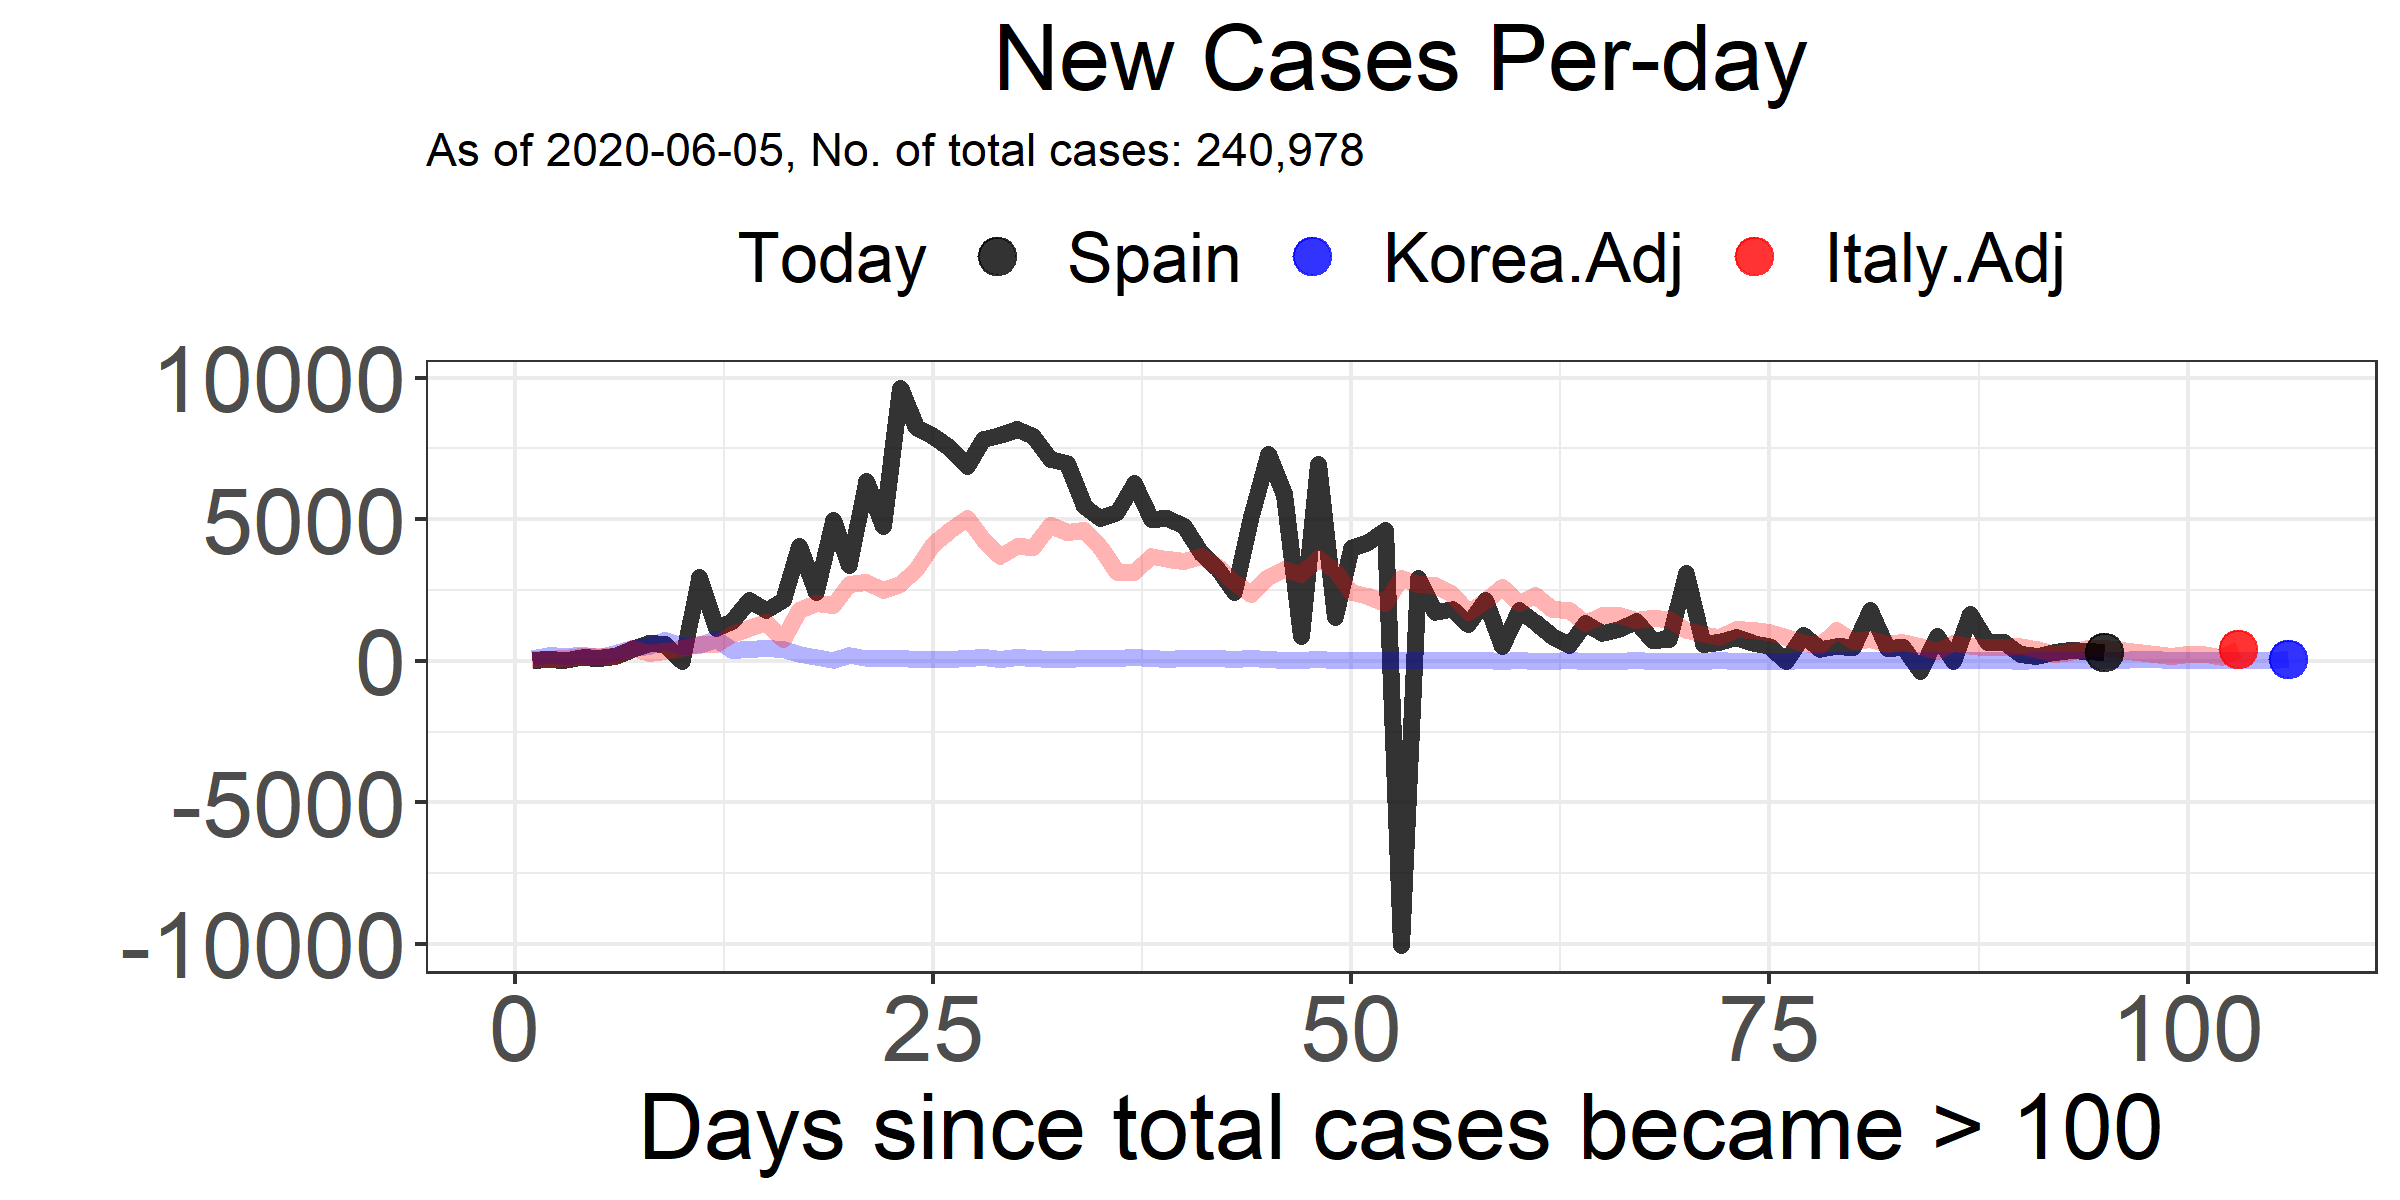 New Cases Per-day
As of 2020-06-05, No. of total cases: 240,978
Today Spain Korea.Adj Italy.Adj
10000
5000
0
-5000
-10000
0 25 50 75 100
Days since total cases became > 100